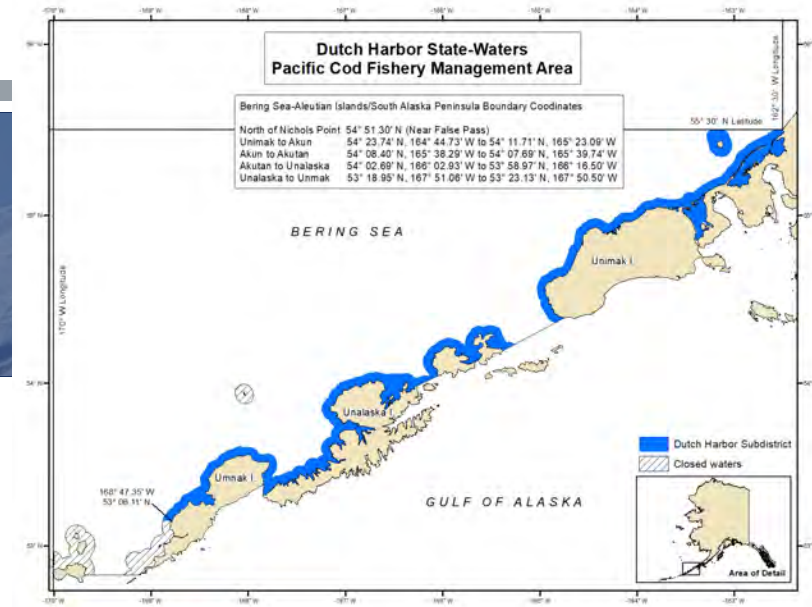 Dutch Harbor State-Waters
Pacific Cod Fishery Management Area
Bering Sea-Aleutian Islands/South Alaska Peninsula Boundary Coordinates
North of Nichols Point 54° 51.30' N (Near False Pass)
Unimak to Akun 54° 23.74' N, 164° 44.73' W to 54° 11.71' N, 165° 23.09' W
Akun to Akutan 54° 08.40' N, 165° 38.29' W to 54° 07.69' N, 165° 39.74' W
Akutan to Unalaska 54° 02.69' N, 166° 02.93' W to 53° 58.97' N, 166° 16.50' W
Unalaska to Unmak 53° 18.95' N, 167° 51.06' W to 53° 23.13' N, 167° 50.50' W
55° 30' N Latitude
162° 30' W Longitude
170° W Longitude
BERING SEA
Unimak I.
Unalaska I.
Umnak I.
168° 47.35' W
53° 06.11' N
GULF OF ALASKA
Dutch Harbor Subdistrict
Closed waters
Area of Detail